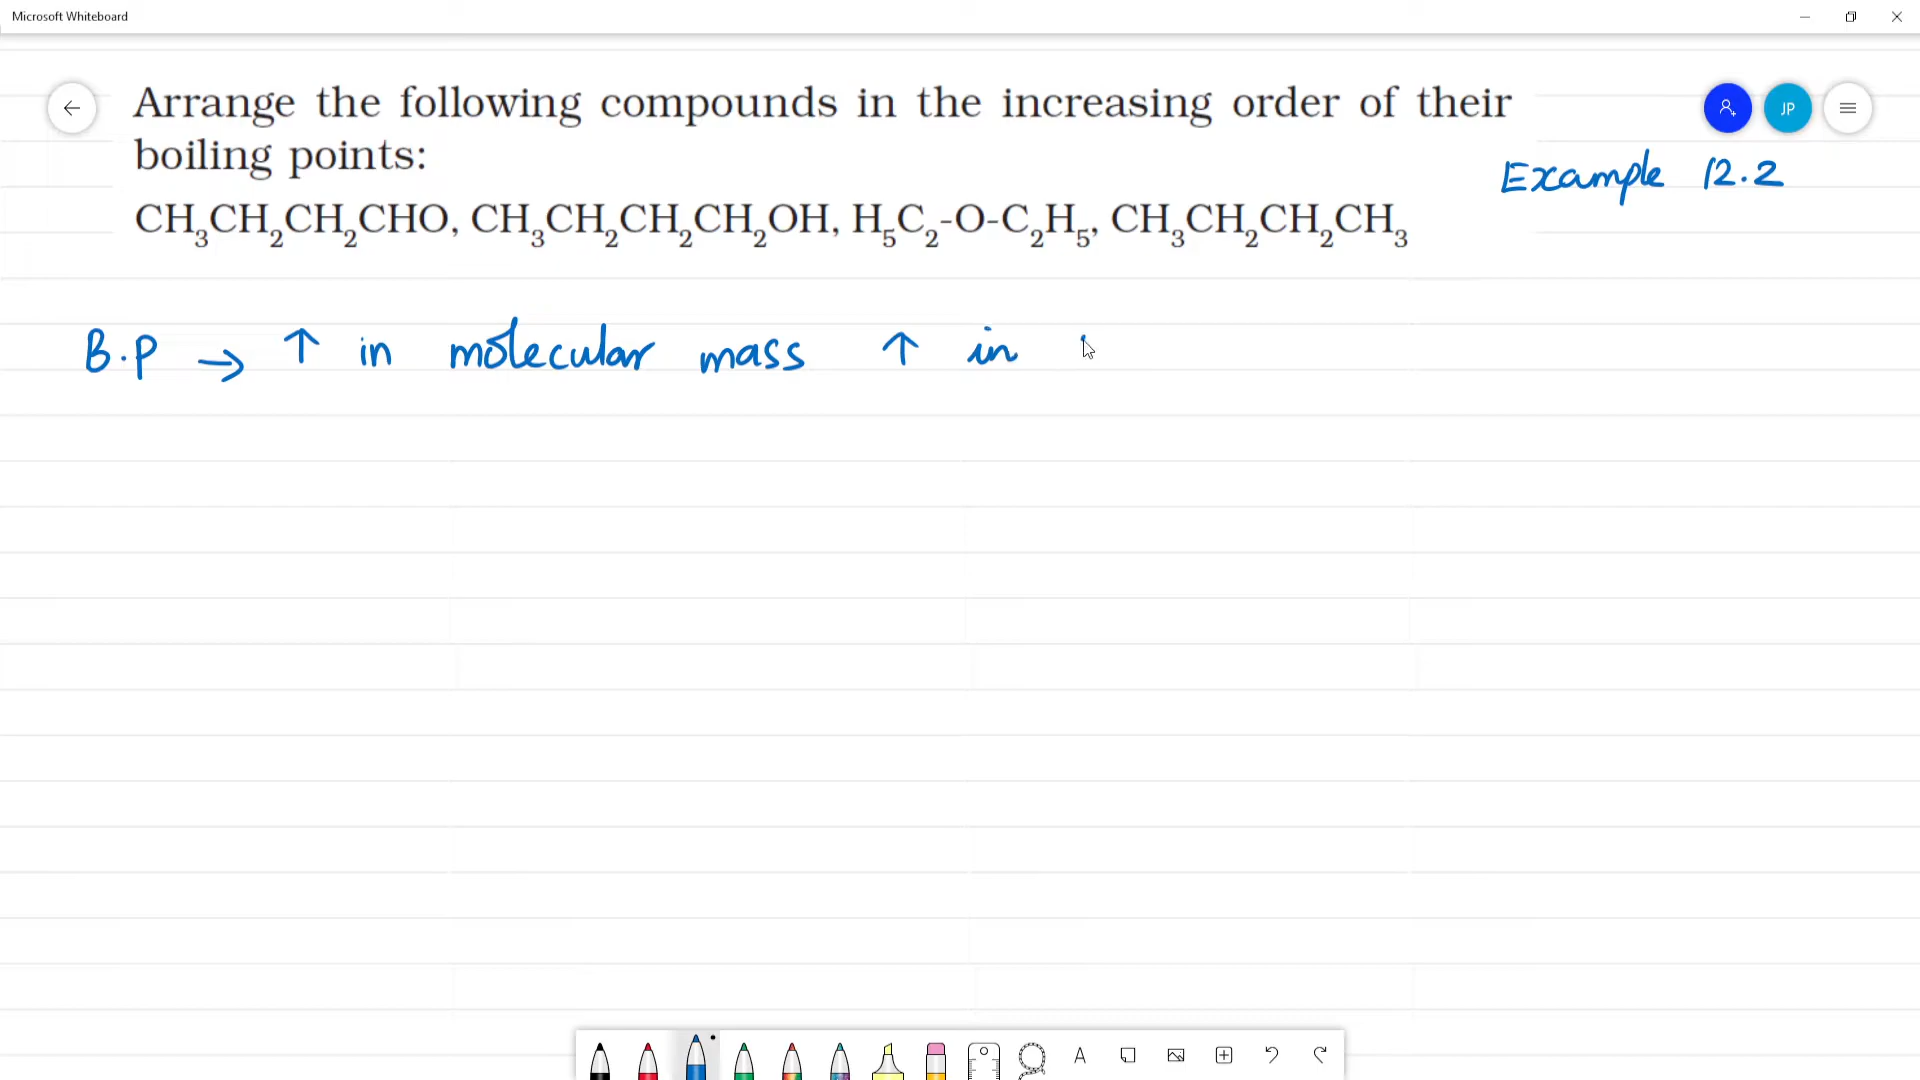 Microsoft Whiteboard
Arrange the following compounds in the increasing order of their
boiling points:
JP
Example 12.2
CH₃CH₂CH₂CHO, CH₃CH₂CH₂CH₂OH, H₅C₂-O-C₂H₅, CH₃CH₂CH₂CH₃
B.P → ↑ in molecular mass ↑ in
A